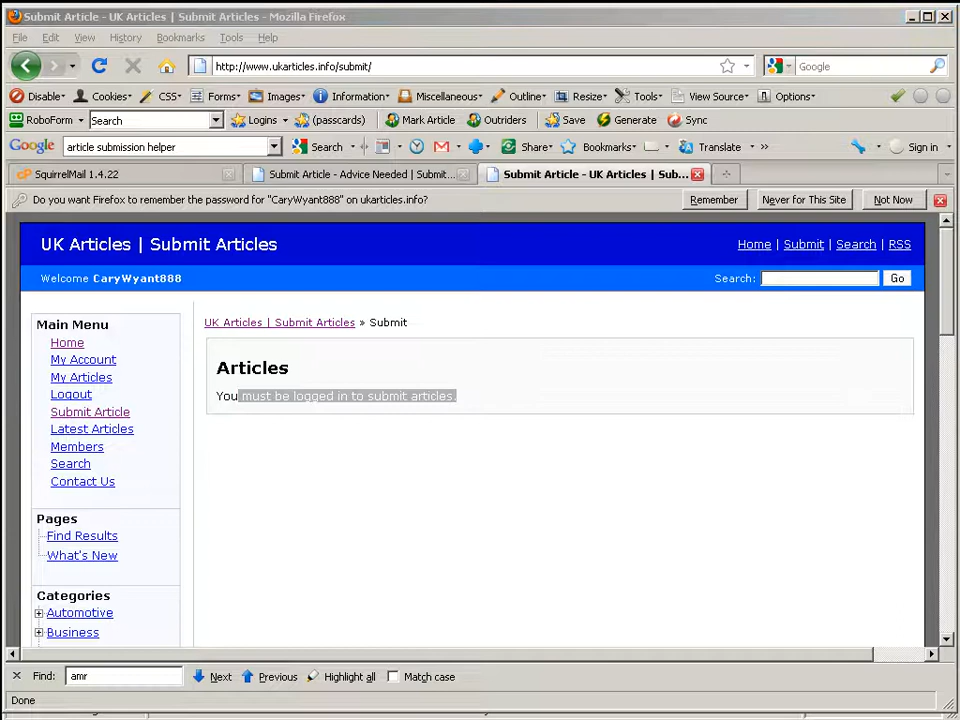 Submit Article - UK Articles | Submit Articles - Mozilla Firefox
File Edit View History Bookmarks Tools Help
http://www.ukarticles.info/submit/ Google
Disable Cookies CSS Forms Images Information Miscellaneous Outline Resize Tools View Source Options
RoboForm Search Logins (passcards) Mark Article Outriders Save Generate Sync
Google article submission helper Search Share Bookmarks Translate » Sign in
SquirrelMail 1.4.22 Submit Article - Advice Needed | Submit... Submit Article - UK Articles | Sub...
Do you want Firefox to remember the password for "CaryWyant888" on ukarticles.info? Remember Never for This Site Not Now
UK Articles | Submit Articles Home | Submit | Search | RSS
Welcome CaryWyant888 Search: Go
Main Menu
Home
My Account
My Articles
Logout
Submit Article
Latest Articles
Members
Search
Contact Us
Pages
Find Results
What's New
Categories
Automotive
Business
UK Articles | Submit Articles » Submit
Articles
You must be logged in to submit articles.
Find: amr Next Previous Highlight all Match case
Done